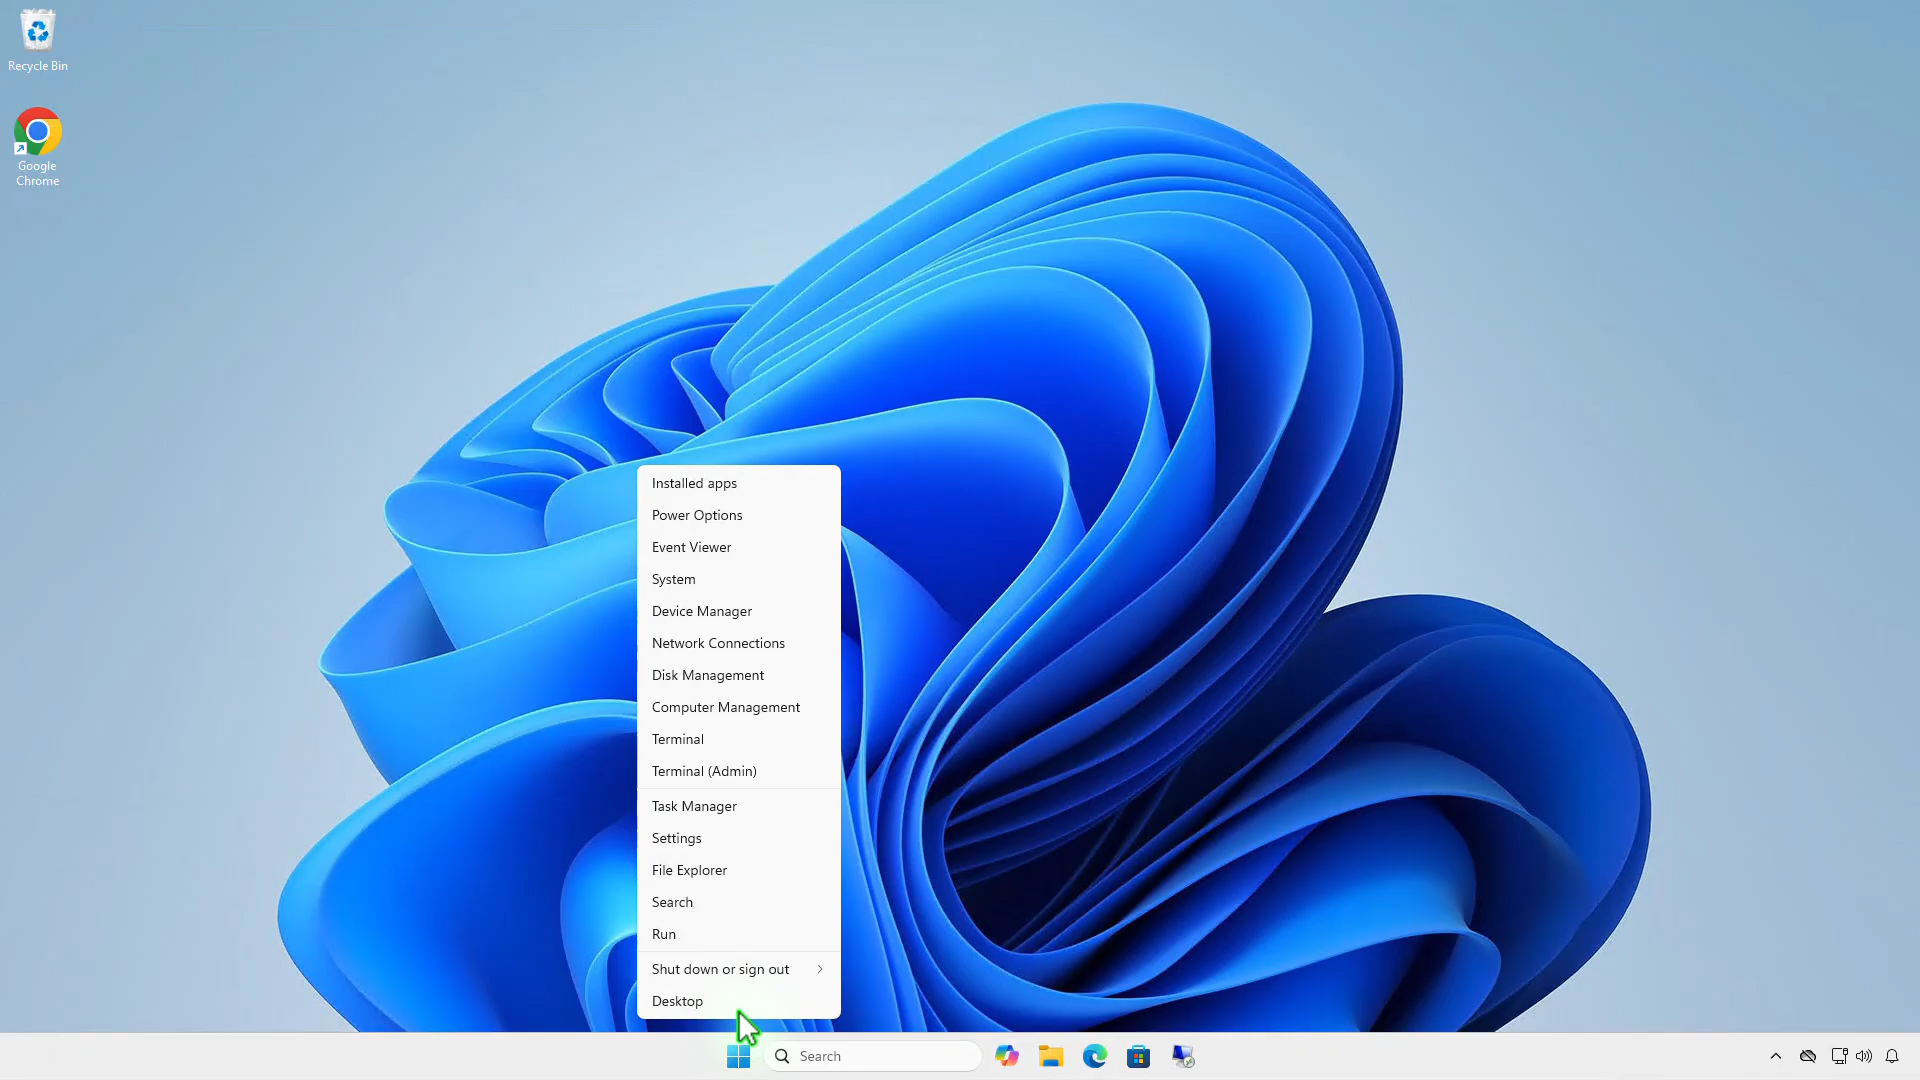 Recycle Bin
Google
Chrome
Installed apps
Power Options
Event Viewer
System
Device Manager
Network Connections
Disk Management
Computer Management
Terminal
Terminal (Admin)
Task Manager
Settings
File Explorer
Search
Run
Shut down or sign out
Desktop
Search